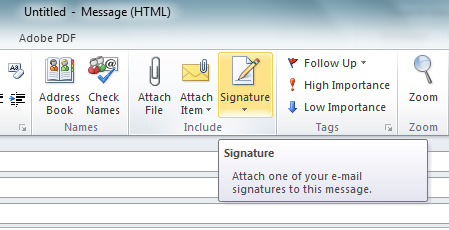 Untitled - Message (HTML)
Adobe PDF
Address Book
Check Names
Attach File
Attach Item
Signature
Follow Up
High Importance
Low Importance
Zoom
Names
Include
Tags
Zoom
Signature
Attach one of your e-mail
signatures to this message.